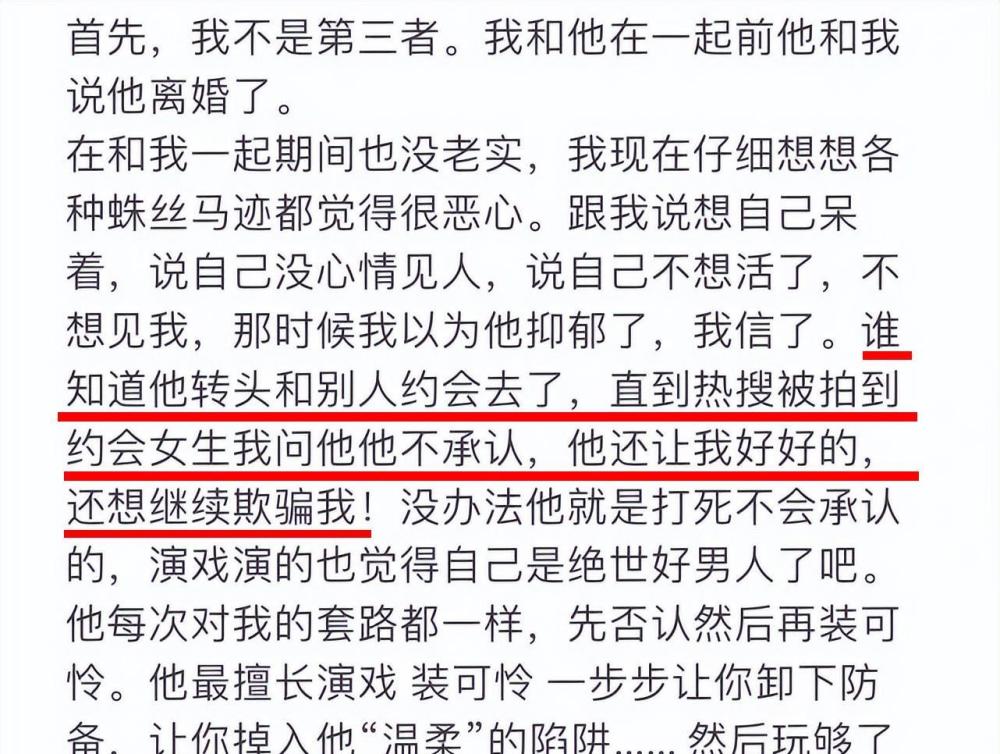 首先，我不是第三者。我和他在一起前他和我
说他离婚了。
在和我一起期间也没老实，我现在仔细想想各
种蛛丝马迹都觉得很恶心。跟我说想自己呆
着，说自己没心情见人，说自己不想活了，不
想见我，那时候我以为他抑郁了，我信了。谁
知道他转头和别人约会去了，直到热搜被拍到
约会女生我问他他不承认，他还让我好好的，
还想继续欺骗我！没办法他就是打死不会承认
的，演戏演的也觉得自己是绝世好男人了吧。
他每次对我的套路都一样，先否认然后再装可
怜。他最擅长演戏 装可怜 一步步让你卸下防
备，让你掉入他“温柔”的陷阱...... 然后玩够了